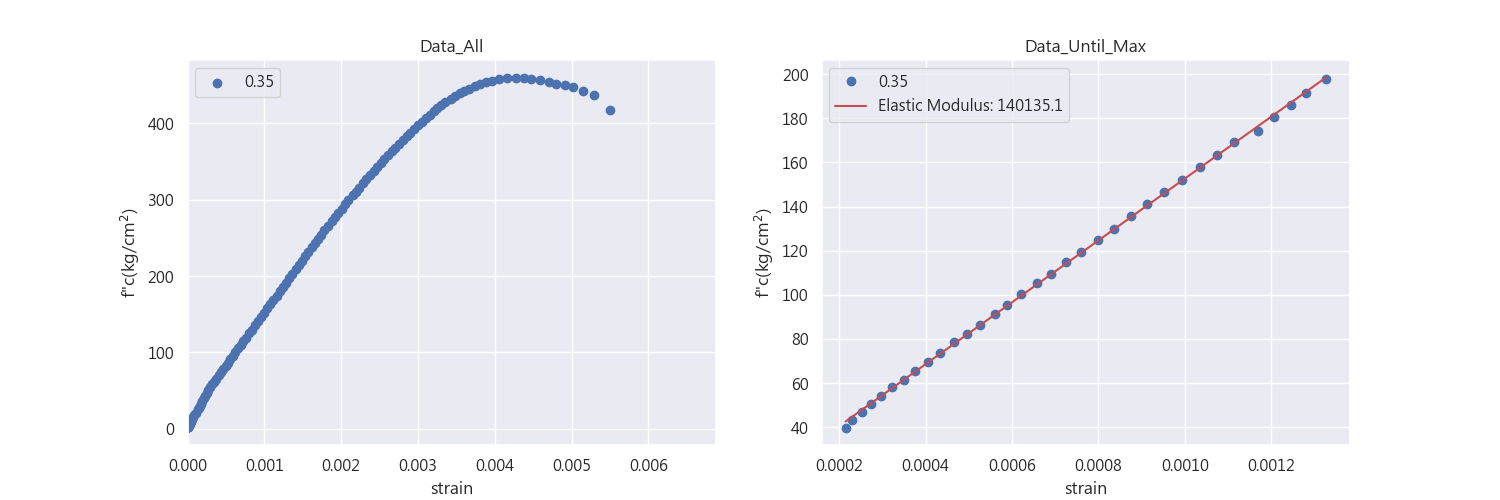 Data_All
0.35
400
300
200
100
0
f"c(kg/cm²)
0.000 0.001 0.002 0.003 0.004 0.005 0.006
strain
Data_Until_Max
0.35
Elastic Modulus: 140135.1
200
180
160
140
120
100
80
60
40
f"c(kg/cm²)
0.0002 0.0004 0.0006 0.0008 0.0010 0.0012
strain